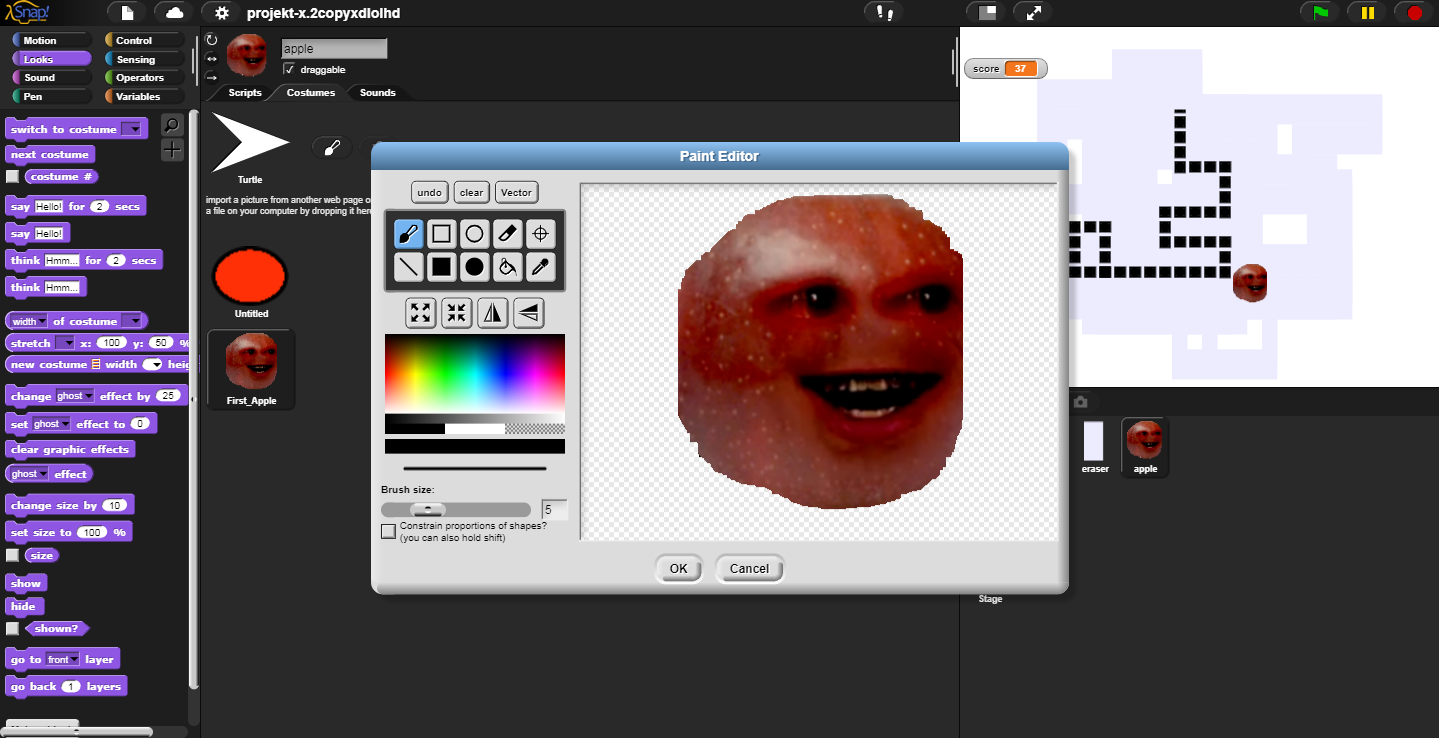 Snap!
projekt-x.2copyxdlolhd
Motion
Control
Looks
Sensing
Sound
Operators
Pen
Variables
switch to costume
next costume
costume #
say Hello! for 2 secs
say Hello!
think Hmm... for 2 secs
think Hmm...
width of costume
stretch x: 100 y: 50 %
new costume width heig
change ghost effect by 25
set ghost effect to 0
clear graphic effects
ghost effect
change size by 10
set size to 100 %
size
show
hide
shown?
go to front layer
go back 1 layers
apple
draggable
Scripts
Costumes
Sounds
Turtle
import a picture from another web page o
a file on your computer by dropping it here
Untitled
First_Apple
Paint Editor
undo
clear
Vector
Brush size:
5
Constrain proportions of shapes?
(you can also hold shift)
OK
Cancel
score 37
eraser
apple
Stage